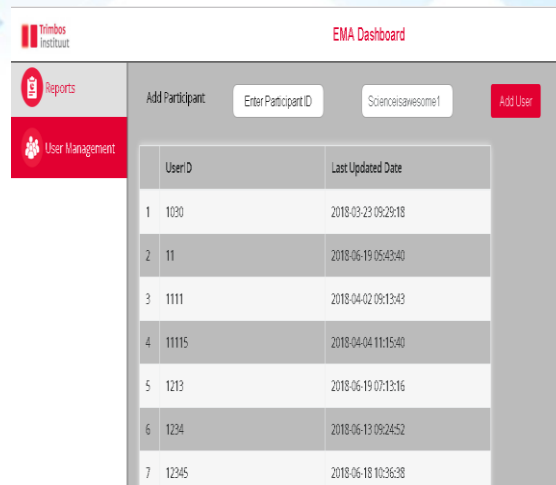 Trimbos
instituut
EMA Dashboard
Reports
User Management
Add Participant Enter Participant ID Scienceisawesome1 Add User
UserID Last Updated Date
1 1030 2018-03-23 09:29:18
2 11 2018-06-19 05:43:40
3 1111 2018-04-02 09:13:43
4 11115 2018-04-04 11:15:40
5 1213 2018-06-19 07:13:16
6 1234 2018-06-13 09:24:52
7 12345 2018-06-18 10:36:38